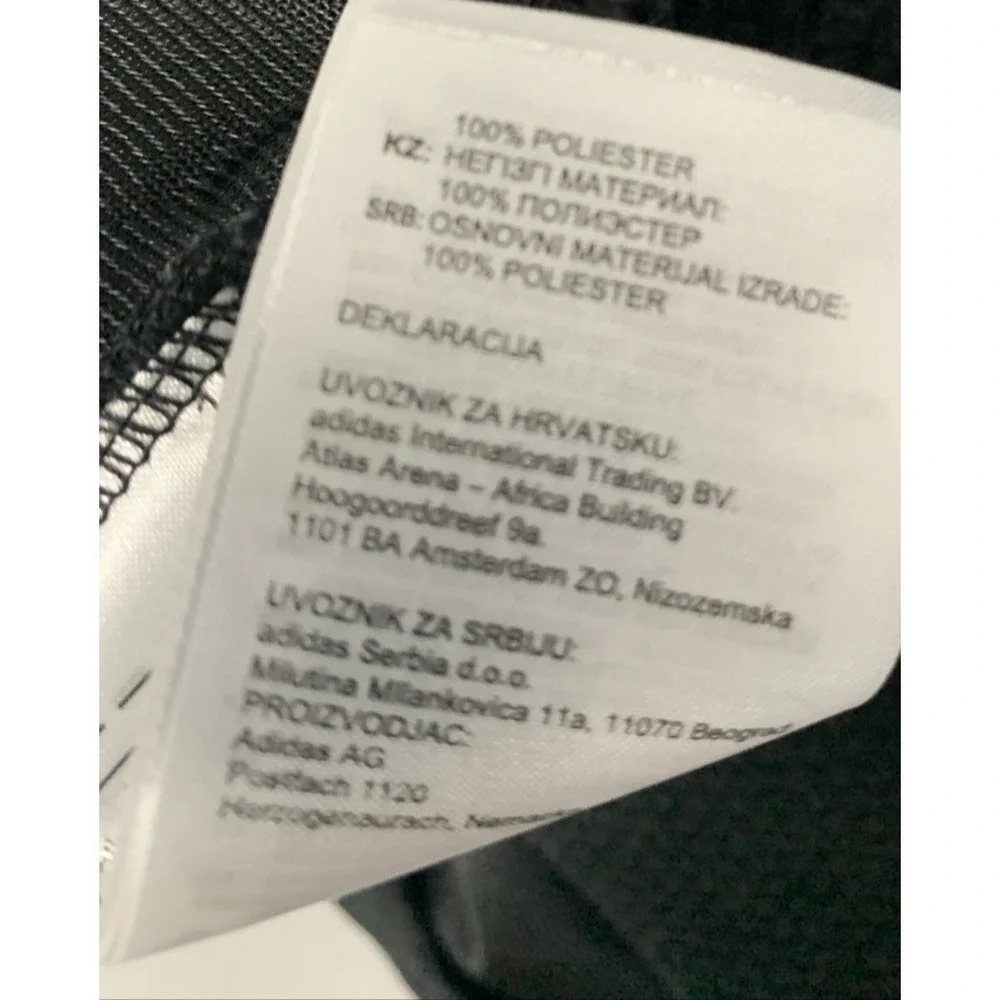 100% POLIESTER
KZ: НЕГІЗГІ МАТЕРИАЛ:
100% ПОЛИЭСТЕР
SRB: OSNOVNI MATERIJAL IZRADE:
100% POLIESTER
DEKLARACIJA
UVOZNIK ZA HRVATSKU:
adidas International Trading BV.
Atlas Arena – Africa Building
Hoogoorddreef 9a.
1101 BA Amsterdam ZO, Nizozemska
UVOZNIK ZA SRBIJU:
adidas Serbia d.o.o.
Milutina Milankovica 11a, 11070 Beograd
PROIZVODJAC:
Adidas AG
Postfach 1120
Herzogenaurach,